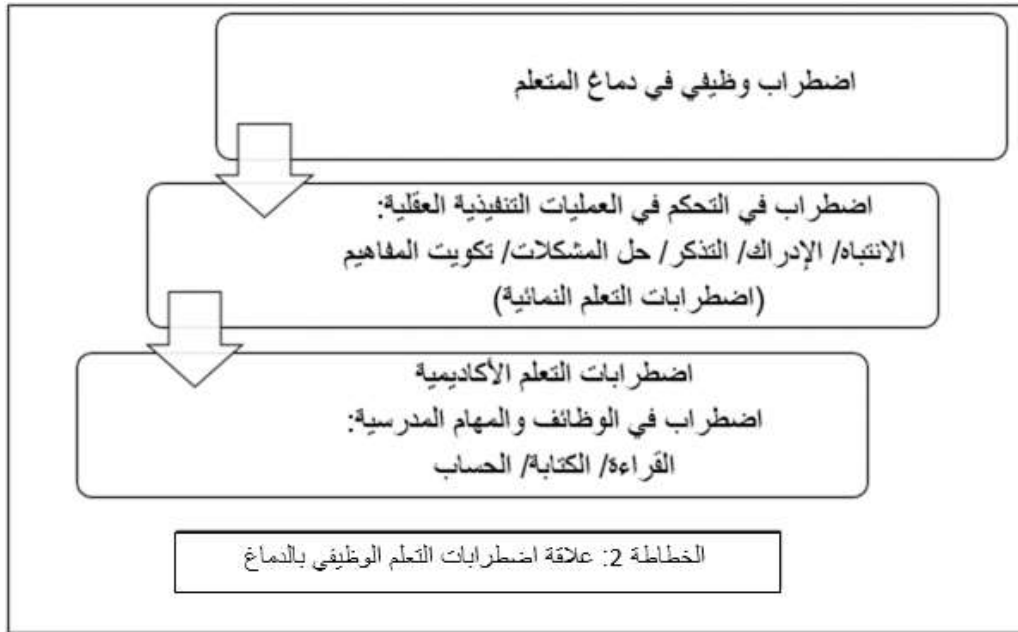 اضطراب وظيفي في دماغ المتعلم
اضطراب في التحكم في العمليات التنفيذية العقلية:
الانتباه/ الإدراك/ التذكر/ حل المشكلات/ تكويت المفاهيم
(اضطرابات التعلم النمائية)
اضطرابات التعلم الأكاديمية
اضطراب في الوظائف والمهام المدرسية:
القراءة/ الكتابة/ الحساب
الخطاطة 2: علاقة اضطرابات التعلم الوظيفي بالدماغ